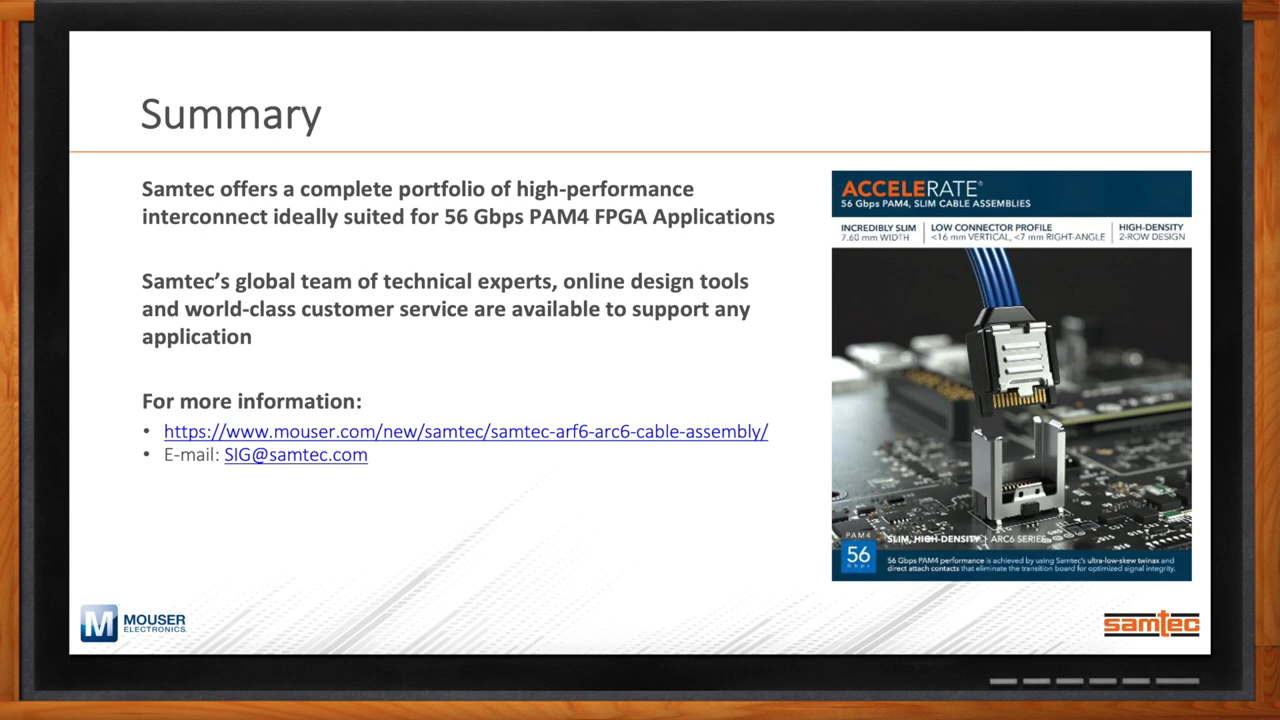 Summary
Samtec offers a complete portfolio of high-performance
interconnect ideally suited for 56 Gbps PAM4 FPGA Applications
Samtec’s global team of technical experts, online design tools
and world-class customer service are available to support any
application
For more information:
• https://www.mouser.com/new/samtec/samtec-arf6-arc6-cable-assembly/
• E-mail: SIG@samtec.com
ACCELERATE®
56 Gbps PAM4, SLIM CABLE ASSEMBLIES
INCREDIBLY SLIM
7.60 mm WIDTH
LOW CONNECTOR PROFILE
<16 mm VERTICAL, <7 mm RIGHT-ANGLE
HIGH-DENSITY
2-ROW DESIGN
PAM4
56
Gbps
SLIM, HIGH-DENSITY | ARC6 SERIES
56 Gbps PAM4 performance is achieved by using Samtec's ultra-low-skew twinax and
direct attach contacts that eliminate the transition board for optimized signal integrity.
M MOUSER
ELECTRONICS
samtec